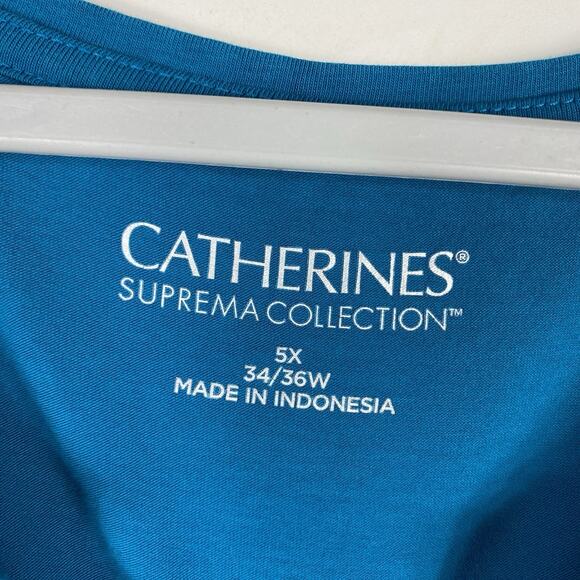 CATHERINES®
SUPREMA COLLECTION™
5X
34/36W
MADE IN INDONESIA